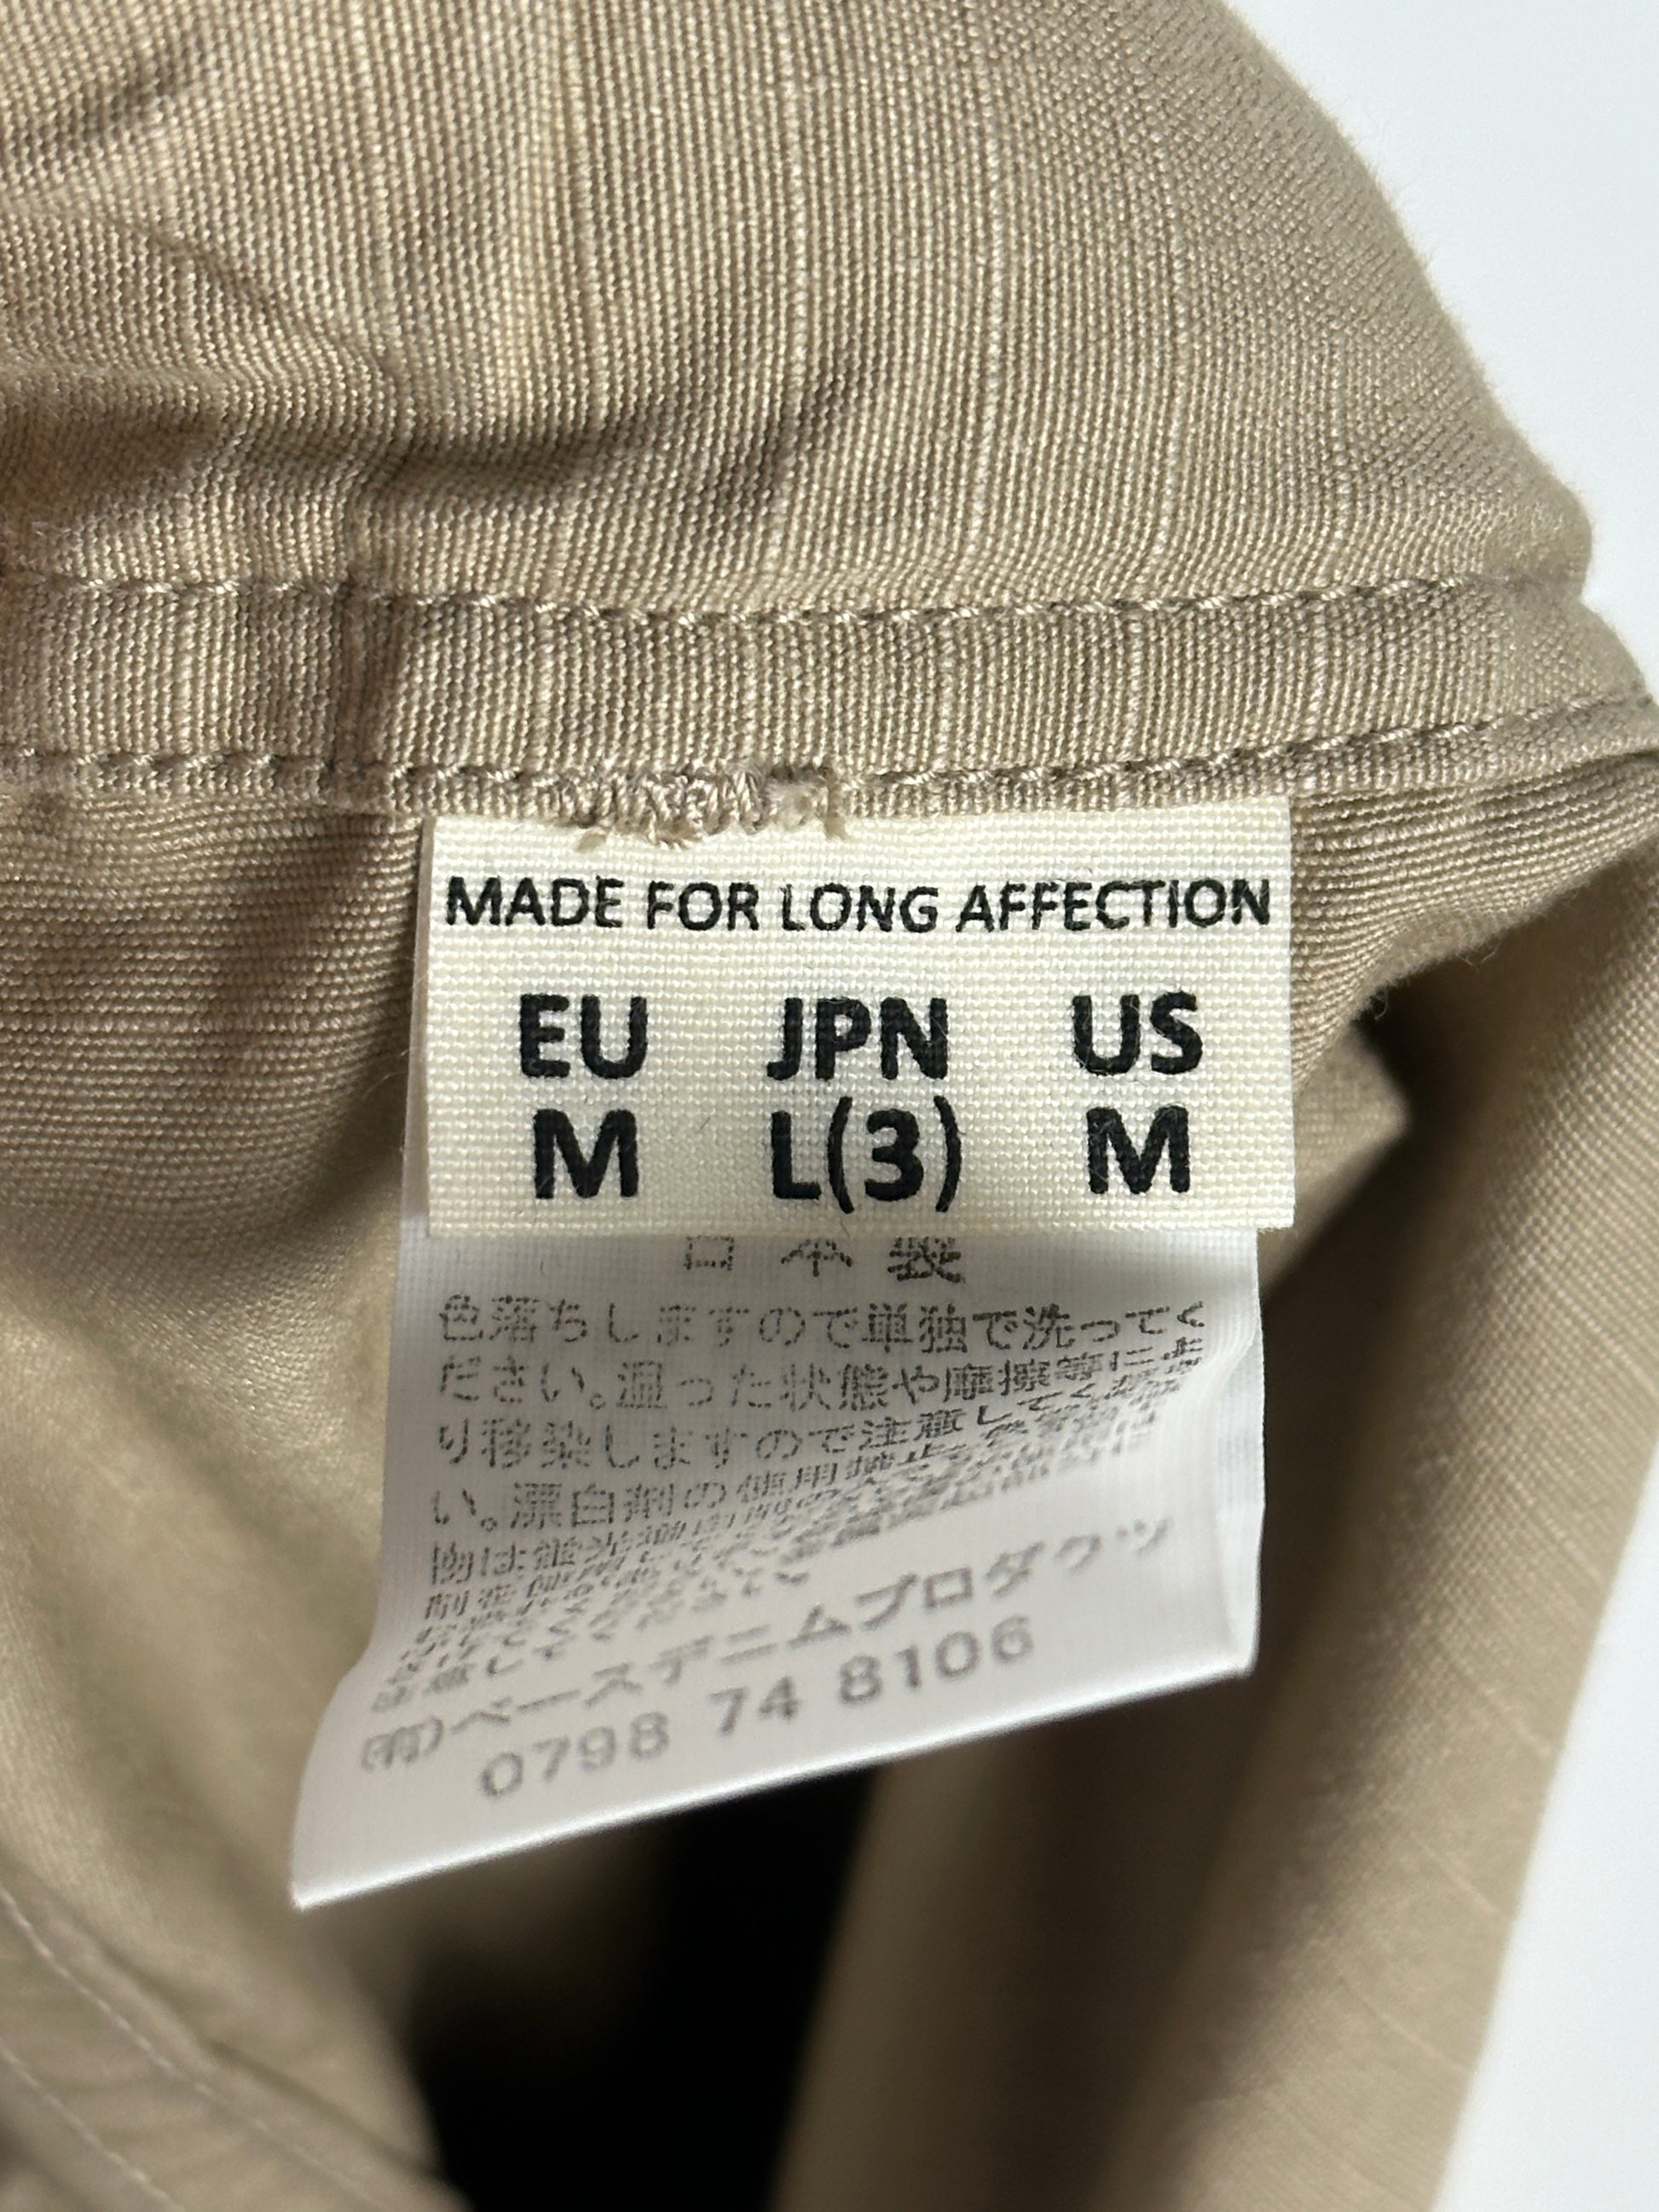 MADE FOR LONG AFFECTION
EU JPN US
M L(3) M
日本製
色落ちしますので単独で洗ってく
ださい。湿った状態や摩擦等によ
り移染しますので注意してくださ
い。漂白剤の使用
(有)ベースデニムプロダクツ
0798 74 8106